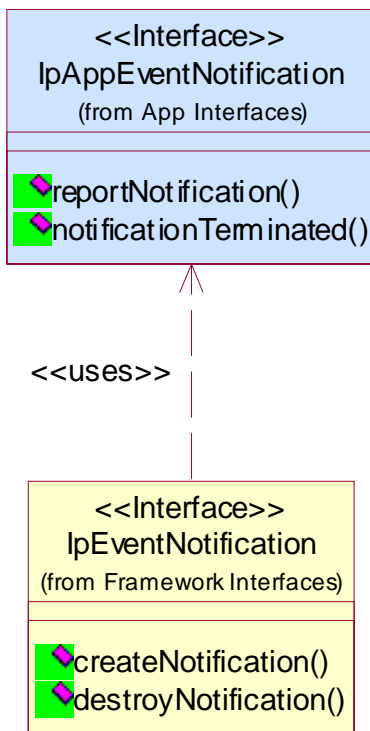 <<Interface>>
IpAppEventNotification
(from App Interfaces)
reportNotification()
notificationTerminated()
<<uses>>
<<Interface>>
IpEventNotification
(from Framework Interfaces)
createNotification()
destroyNotification()